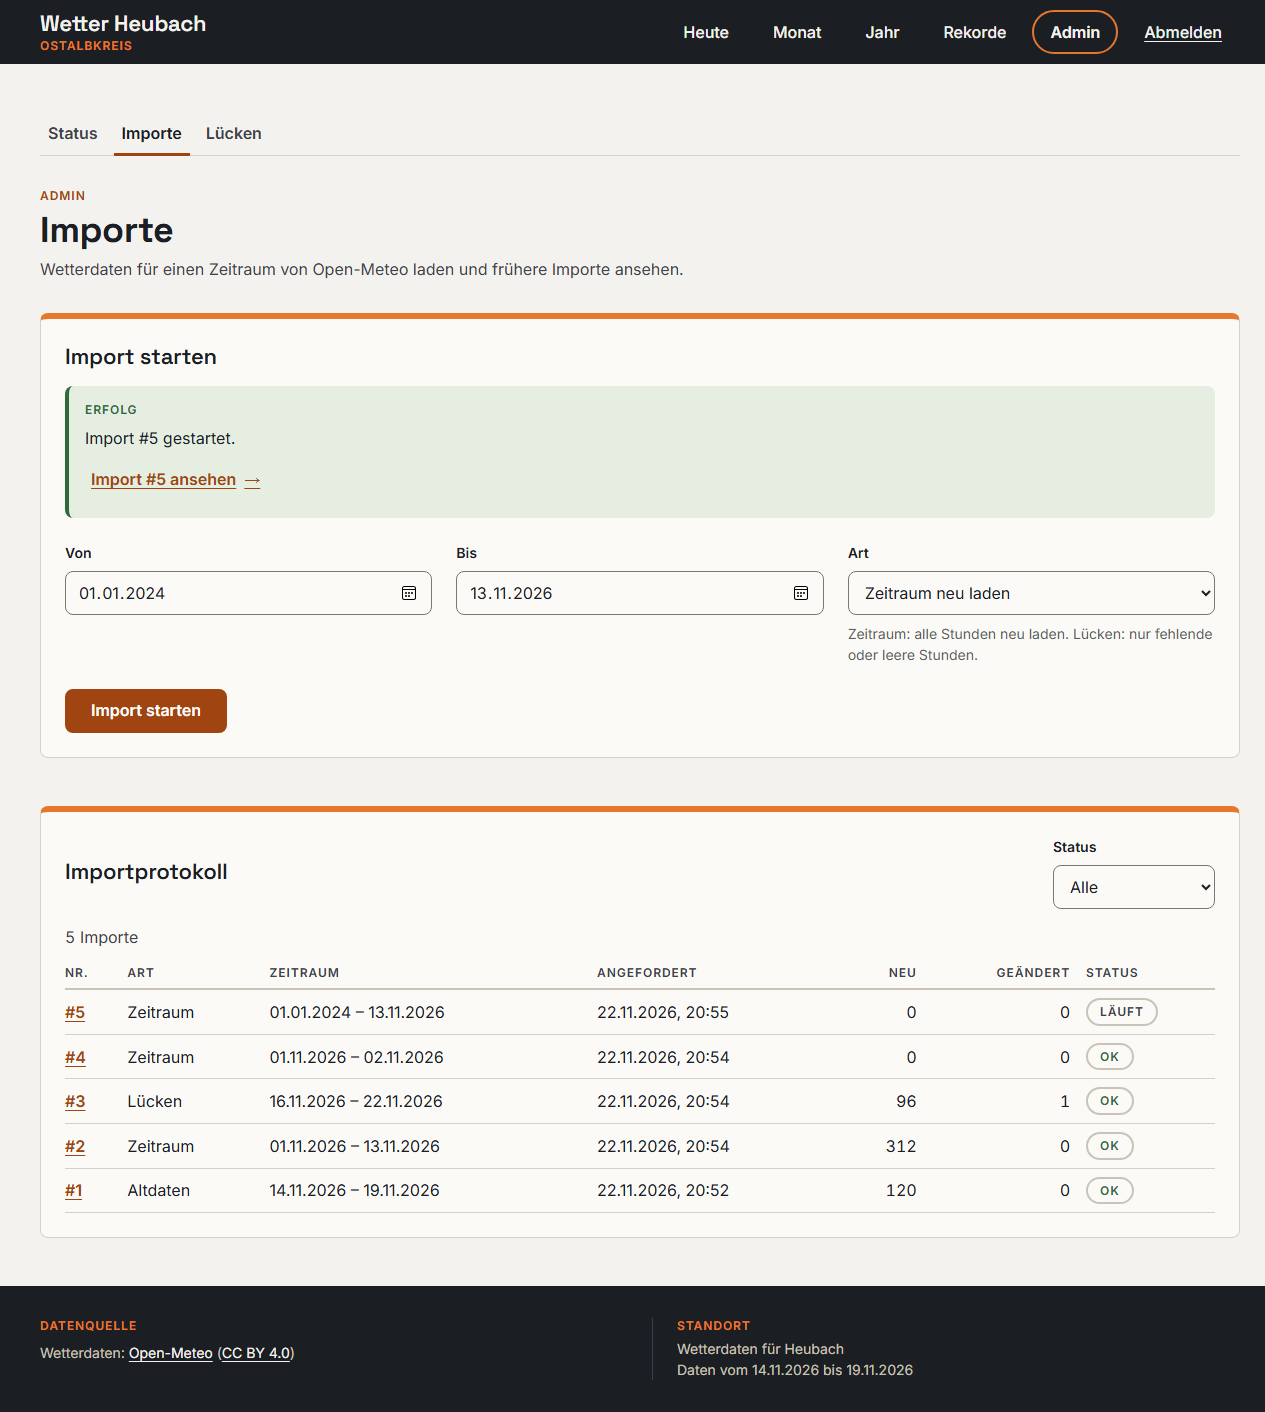 Wetter Heubach
OSTALBKREIS
Heute Monat Jahr Rekorde Admin Abmelden
Status Importe Lücken
ADMIN
Importe
Wetterdaten für einen Zeitraum von Open-Meteo laden und frühere Importe ansehen.
Import starten
ERFOLG
Import #5 gestartet.
Import #5 ansehen →
Von Bis Art
01.01.2024 13.11.2026 Zeitraum neu laden
Zeitraum: alle Stunden neu laden. Lücken: nur fehlende
oder leere Stunden.
Import starten
Status
Importprotokoll
Alle
5 Importe
NR. ART ZEITRAUM ANGEFORDERT NEU GEÄNDERT STATUS
#5 Zeitraum 01.01.2024 – 13.11.2026 22.11.2026, 20:55 0 0 LÄUFT
#4 Zeitraum 01.11.2026 – 02.11.2026 22.11.2026, 20:54 0 0 OK
#3 Lücken 16.11.2026 – 22.11.2026 22.11.2026, 20:54 96 1 OK
#2 Zeitraum 01.11.2026 – 13.11.2026 22.11.2026, 20:54 312 0 OK
#1 Altdaten 14.11.2026 – 19.11.2026 22.11.2026, 20:52 120 0 OK
DATENQUELLE
Wetterdaten: Open-Meteo (CC BY 4.0)
STANDORT
Wetterdaten für Heubach
Daten vom 14.11.2026 bis 19.11.2026